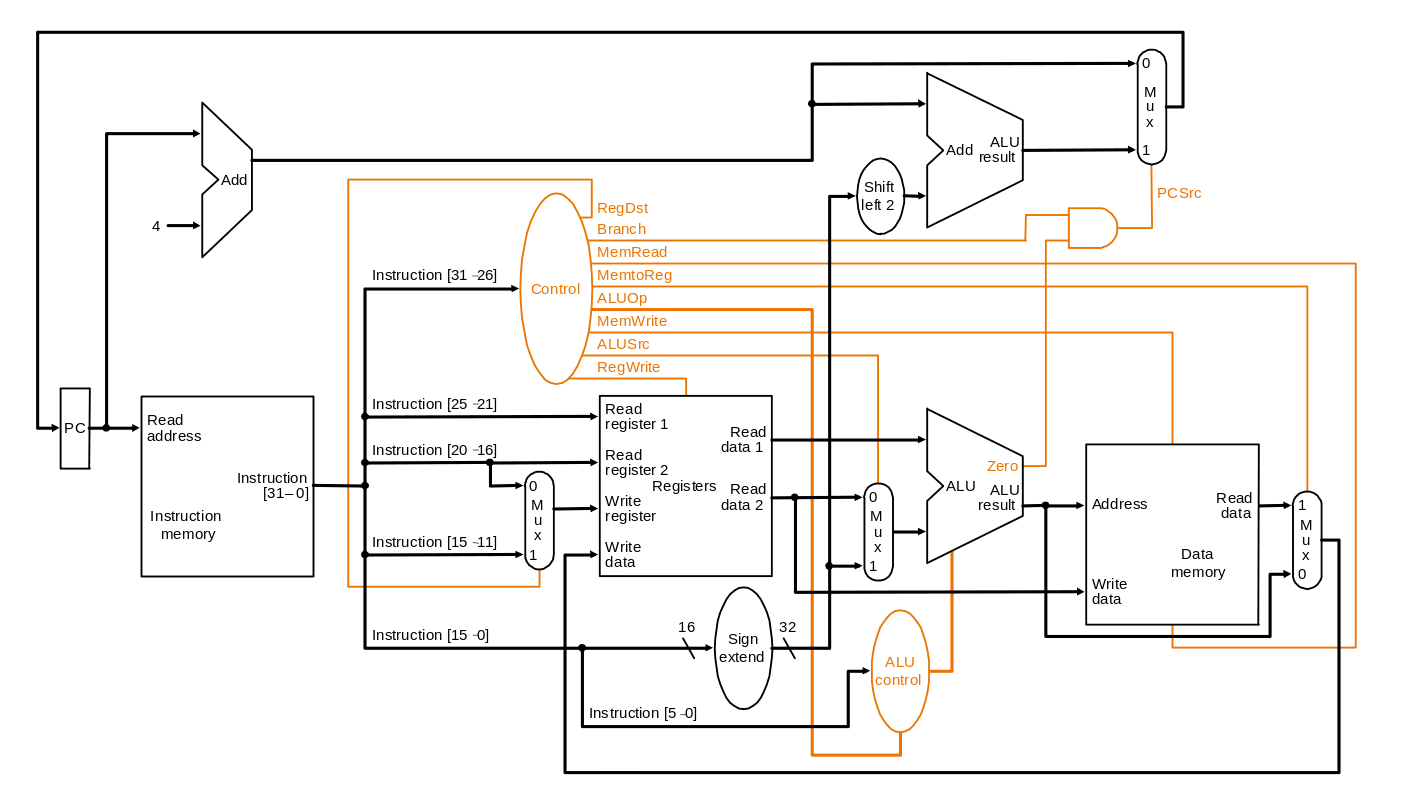 0
M
u
x
1
Add
ALU
result
Add
4
Shift
left 2
PCSrc
RegDst
Branch
MemRead
MemtoReg
ALUOp
MemWrite
ALUSrc
RegWrite
Control
Instruction [31–26]
Instruction [25–21]
Instruction [20–16]
Instruction [15–11]
Instruction [15–0]
Instruction [5–0]
PC
Read
address
Instruction
[31–0]
Instruction
memory
0
M
u
x
1
Read
register 1
Read
register 2
Write
register
Write
data
Registers
Read
data 1
Read
data 2
16
Sign
extend
32
0
M
u
x
1
Zero
ALU
ALU
result
ALU
control
Address
Write
data
Read
data
Data
memory
1
M
u
x
0